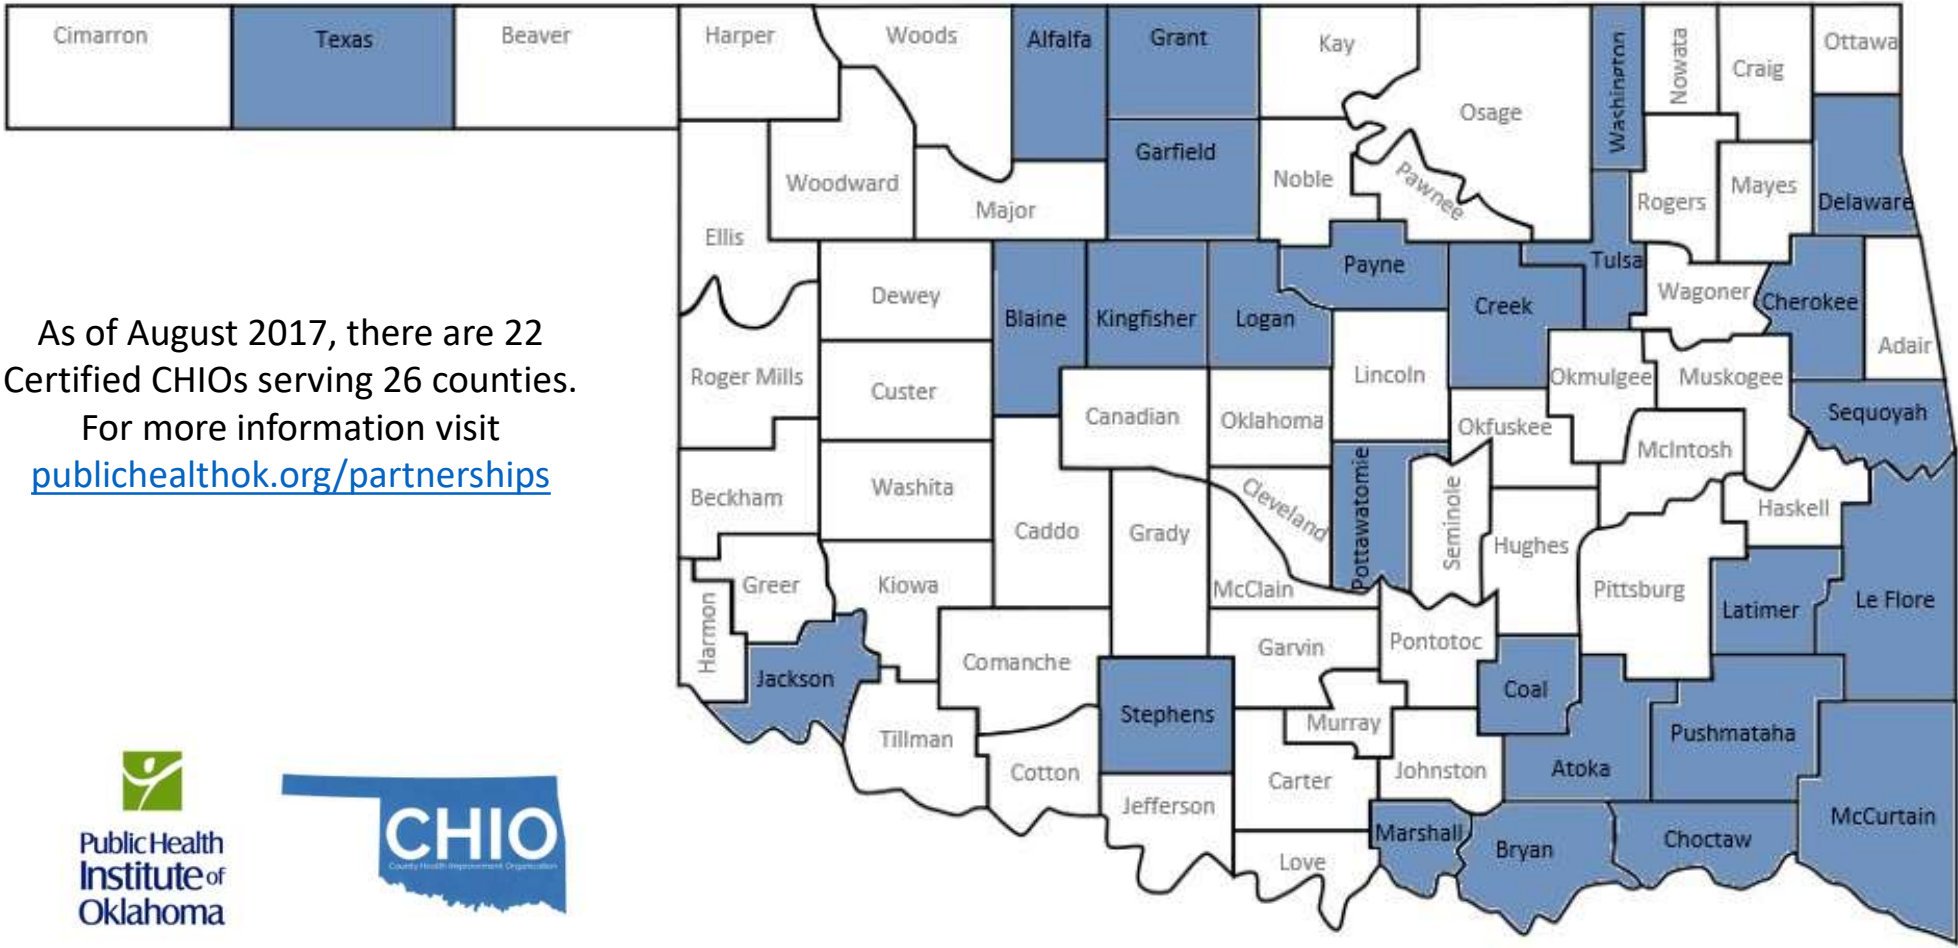 Cimarron
Texas
Beaver
Harper
Woods
Alfalfa
Grant
Kay
Osage
Washington
Nowata
Craig
Ottawa
Garfield
Noble
Pawnee
Rogers
Mayes
Delaware
Woodward
Major
Ellis
Dewey
Blaine
Kingfisher
Logan
Payne
Creek
Tulsa
Wagoner
Cherokee
Adair
As of August 2017, there are 22
Certified CHIOs serving 26 counties.
For more information visit
publichealthok.org/partnerships
Roger Mills
Custer
Canadian
Oklahoma
Lincoln
Okmulgee
Muskogee
Sequoyah
Okfuskee
McIntosh
Beckham
Washita
Caddo
Grady
Cleveland
Pottawatomie
Seminole
Hughes
Haskell
Greer
Kiowa
McClain
Pittsburg
Latimer
Le Flore
Harmon
Jackson
Comanche
Garvin
Pontotoc
Coal
Stephens
Murray
Pushmataha
Tillman
Cotton
Carter
Johnston
Atoka
Jefferson
Marshall
Bryan
Choctaw
McCurtain
Love
Public Health
Institute of
Oklahoma
CHIO
County Health Improvement Organization